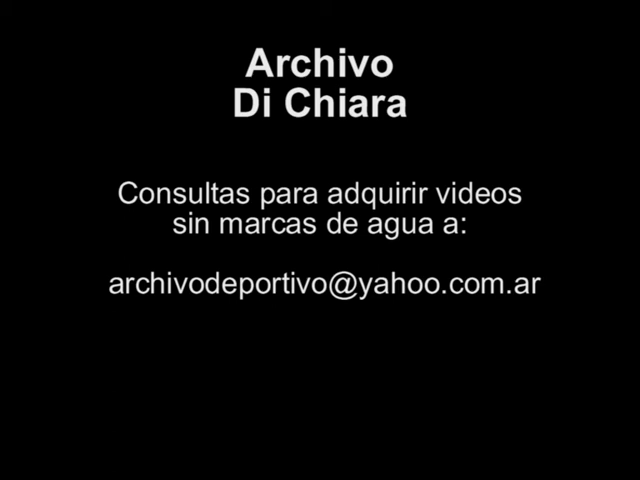 Archivo
Di Chiara
Consultas para adquirir videos
sin marcas de agua a:
archivodeportivo@yahoo.com.ar